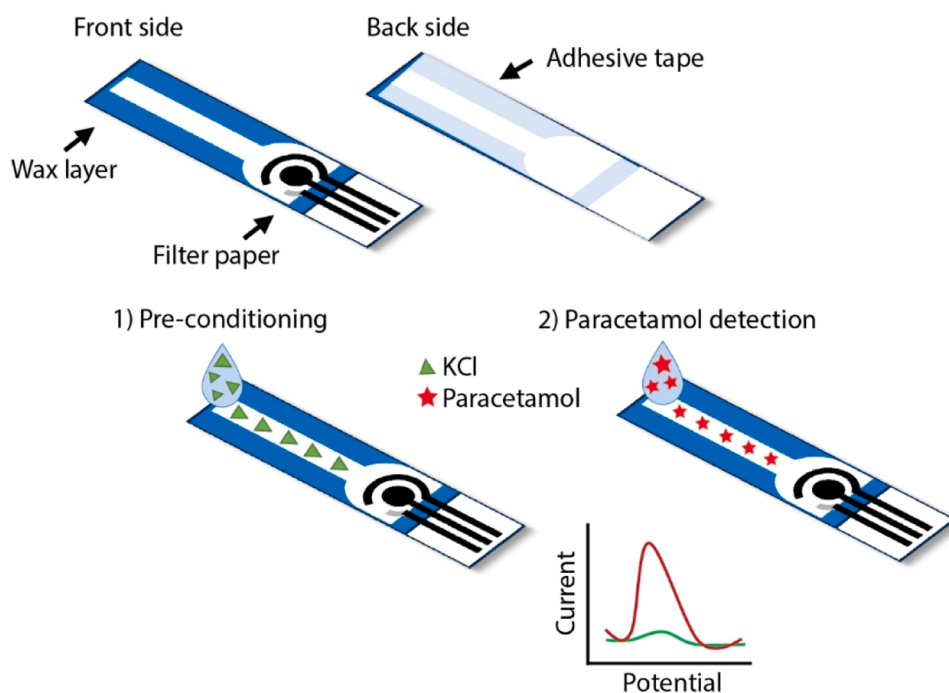 Front side
Back side
Adhesive tape
Wax layer
Filter paper
1) Pre-conditioning
2) Paracetamol detection
KCl
Paracetamol
Current
Potential